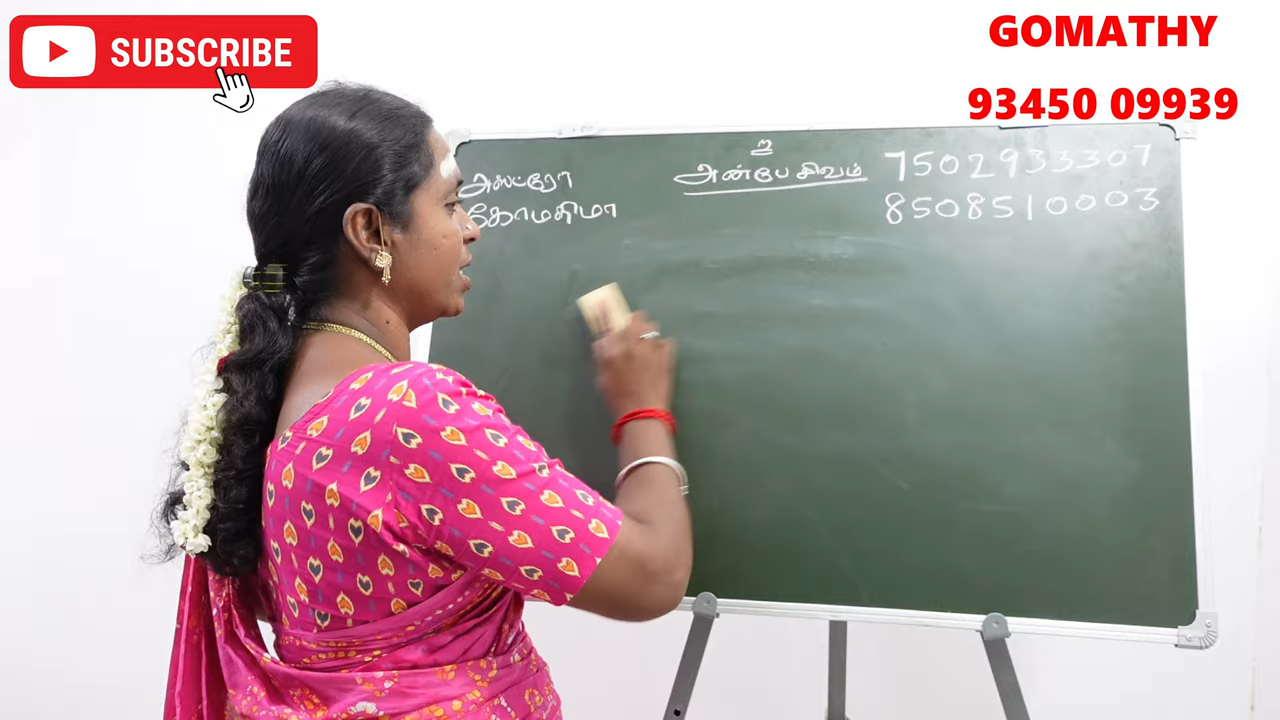 SUBSCRIBE
GOMATHY
93450 09939
உ
அன்பே சிவம்
அஸ்ட்ரோ
கோமதிமா
7502933307
8508510003